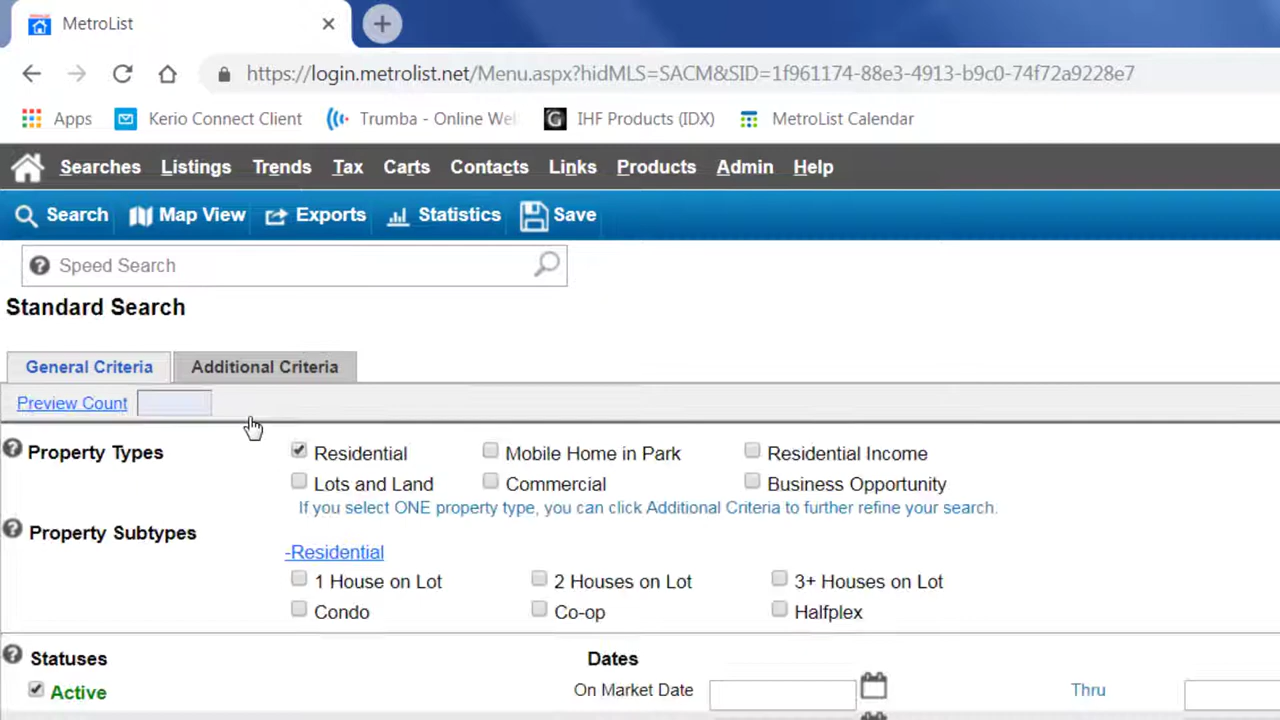 MetroList
https://login.metrolist.net/Menu.aspx?hidMLS=SACM&SID=1f961174-88e3-4913-b9c0-74f72a9228e7
Apps Kerio Connect Client Trumba - Online We IHF Products (IDX) MetroList Calendar
Searches Listings Trends Tax Carts Contacts Links Products Admin Help
Search Map View Exports Statistics Save
Speed Search
Standard Search
General Criteria Additional Criteria
Preview Count
Property Types Residential Mobile Home in Park Residential Income
Lots and Land Commercial Business Opportunity
If you select ONE property type, you can click Additional Criteria to further refine your search.
Property Subtypes
-Residential
1 House on Lot 2 Houses on Lot 3+ Houses on Lot
Condo Co-op Halfplex
Statuses Dates
Active On Market Date Thru